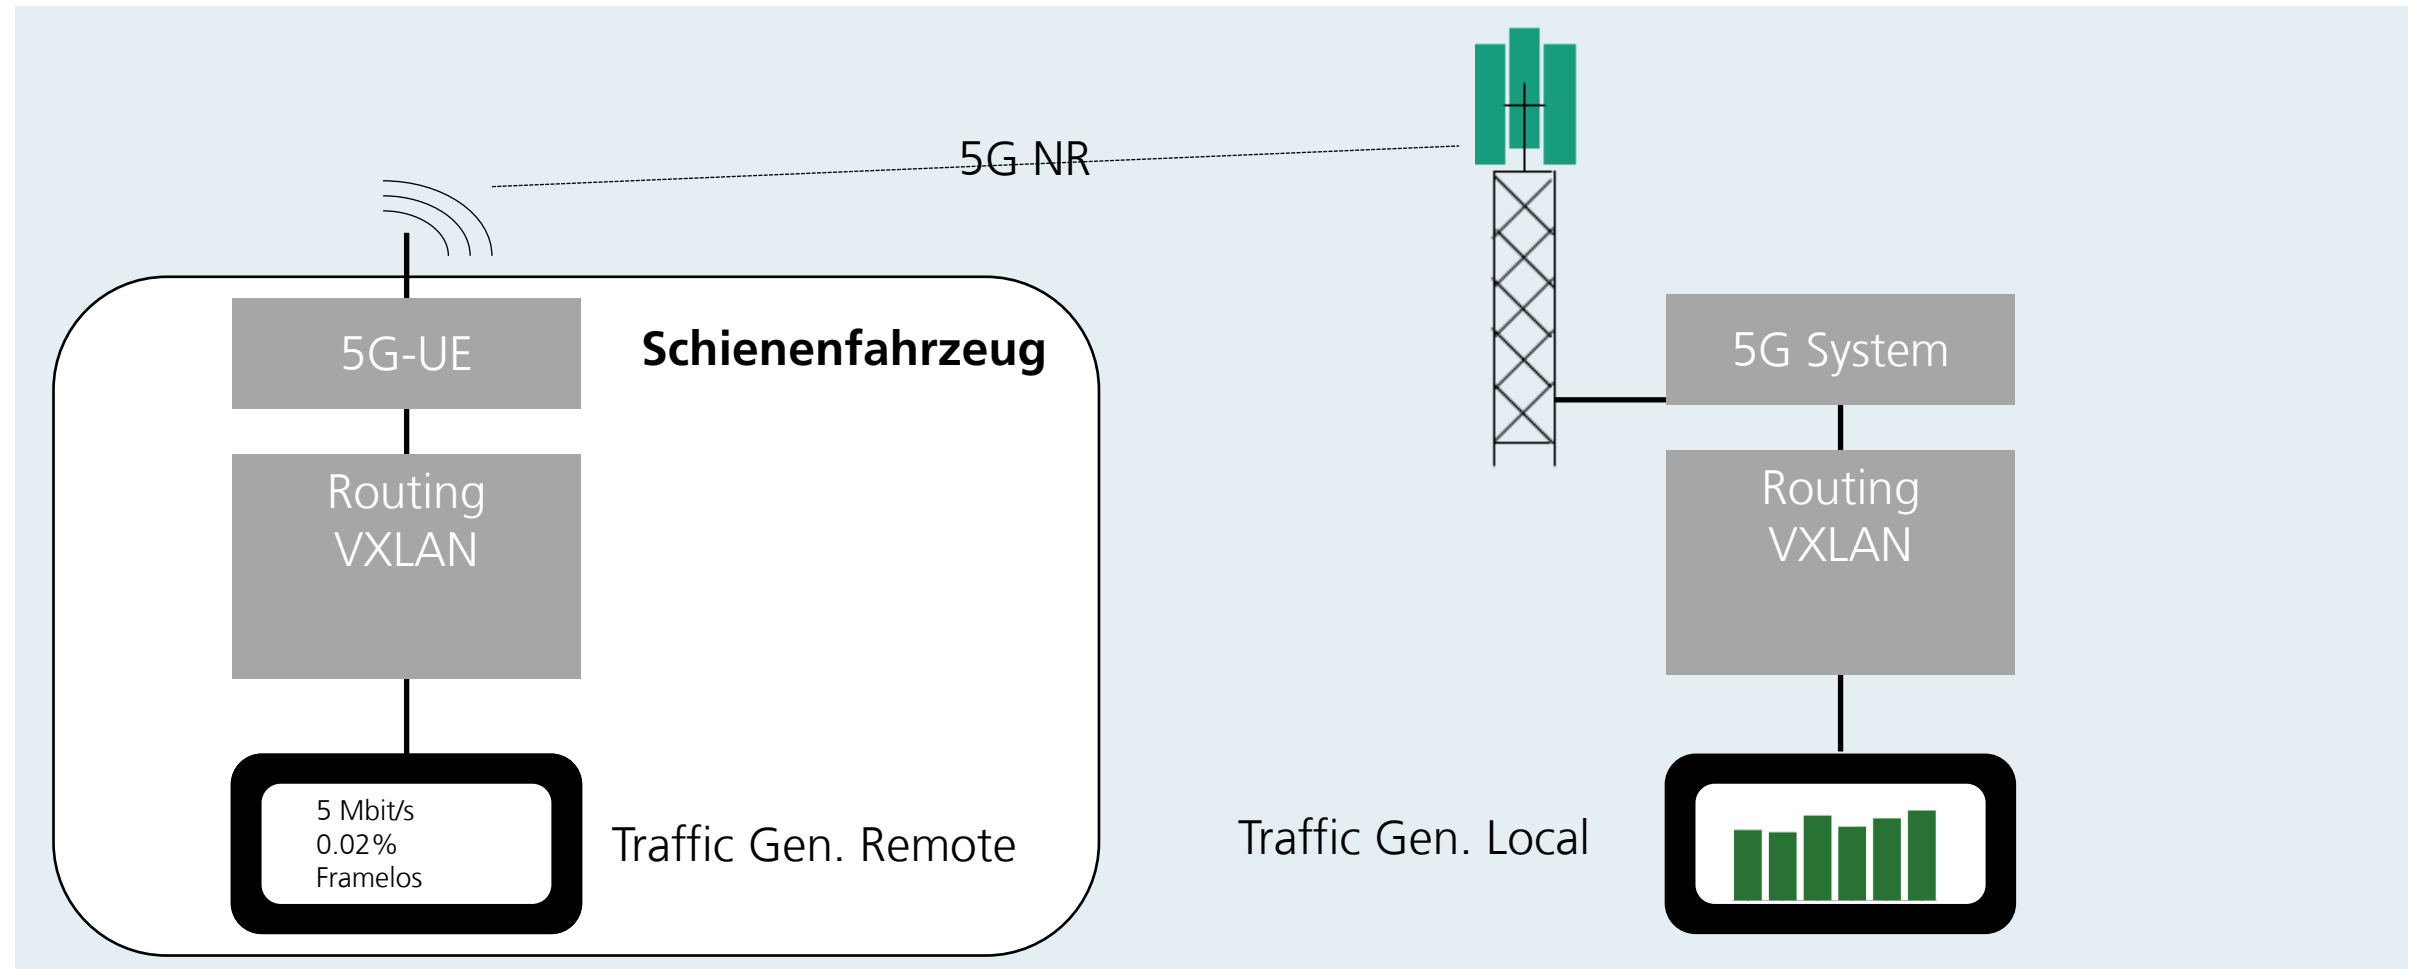 5G NR
5G-UE
Schienenfahrzeug
Routing
VXLAN
5 Mbit/s
0.02%
Framelos
Traffic Gen. Remote
5G System
Routing
VXLAN
Traffic Gen. Local